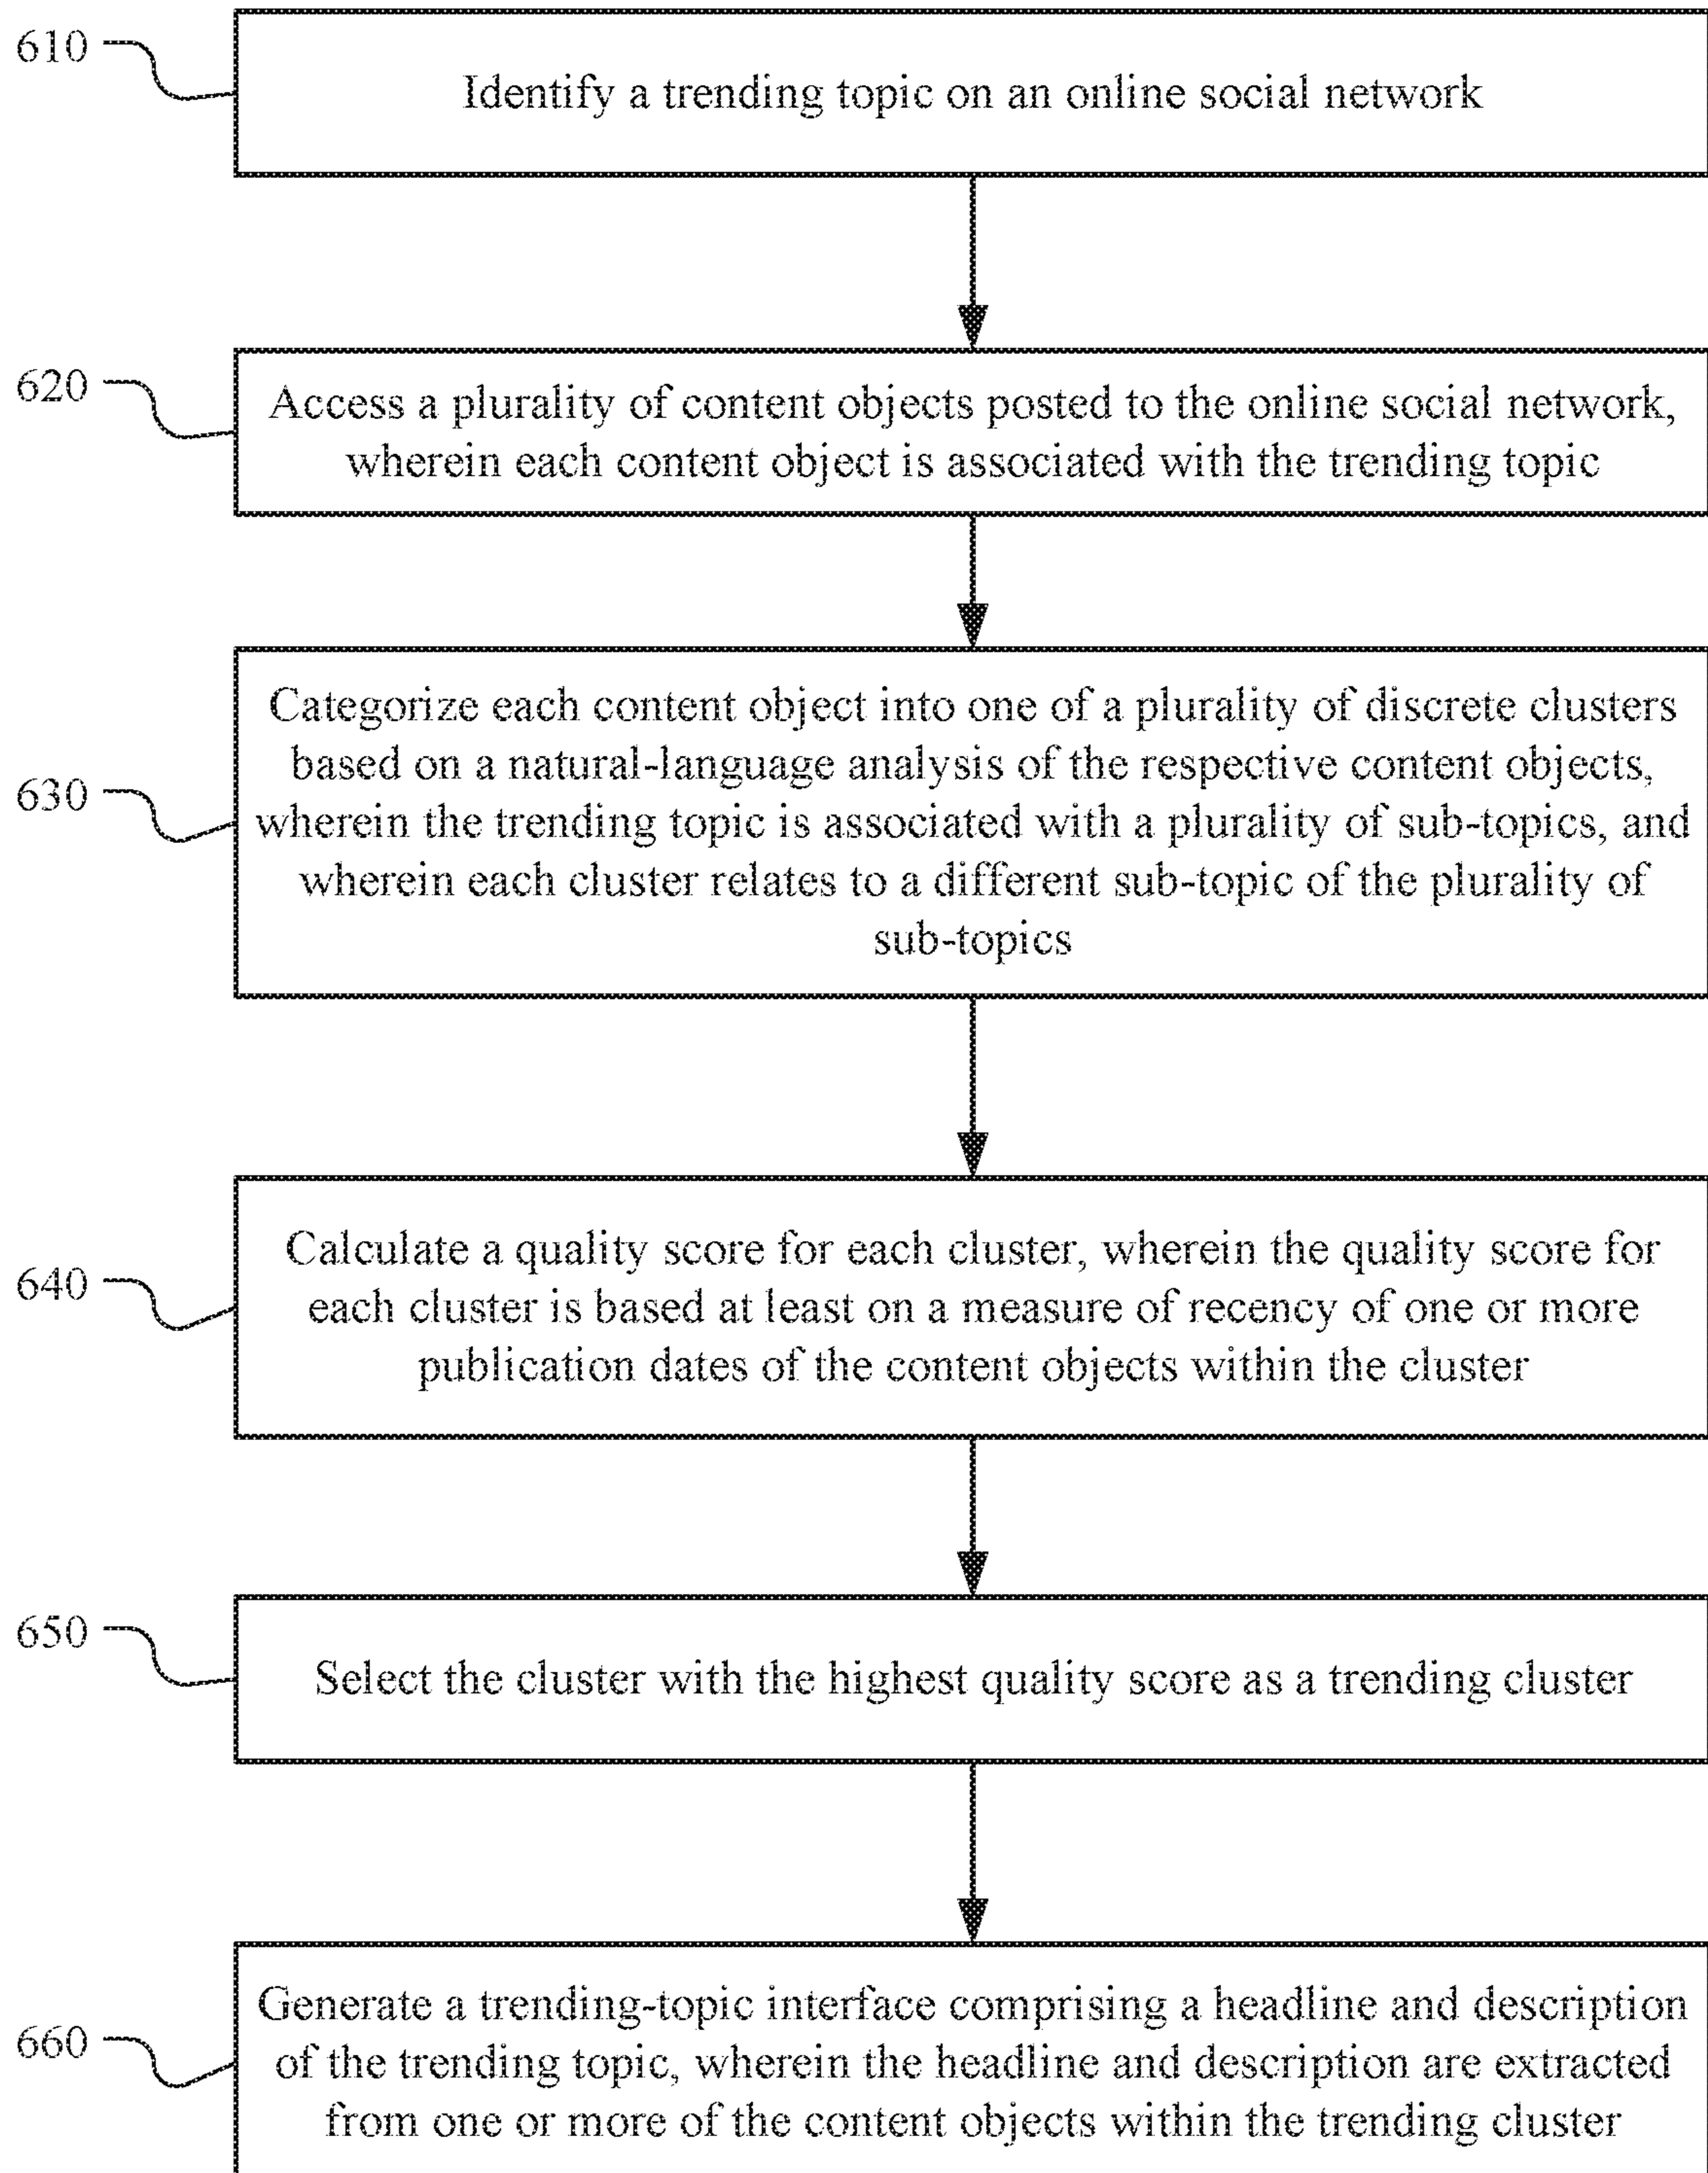 610
Identify a trending topic on an online social network
620
Access a plurality of content objects posted to the online social network,
wherein each content object is associated with the trending topic
630
Categorize each content object into one of a plurality of discrete clusters
based on a natural-language analysis of the respective content objects,
wherein the trending topic is associated with a plurality of sub-topics, and
wherein each cluster relates to a different sub-topic of the plurality of
sub-topics
640
Calculate a quality score for each cluster, wherein the quality score for
each cluster is based at least on a measure of recency of one or more
publication dates of the content objects within the cluster
650
Select the cluster with the highest quality score as a trending cluster
660
Generate a trending-topic interface comprising a headline and description
of the trending topic, wherein the headline and description are extracted
from one or more of the content objects within the trending cluster